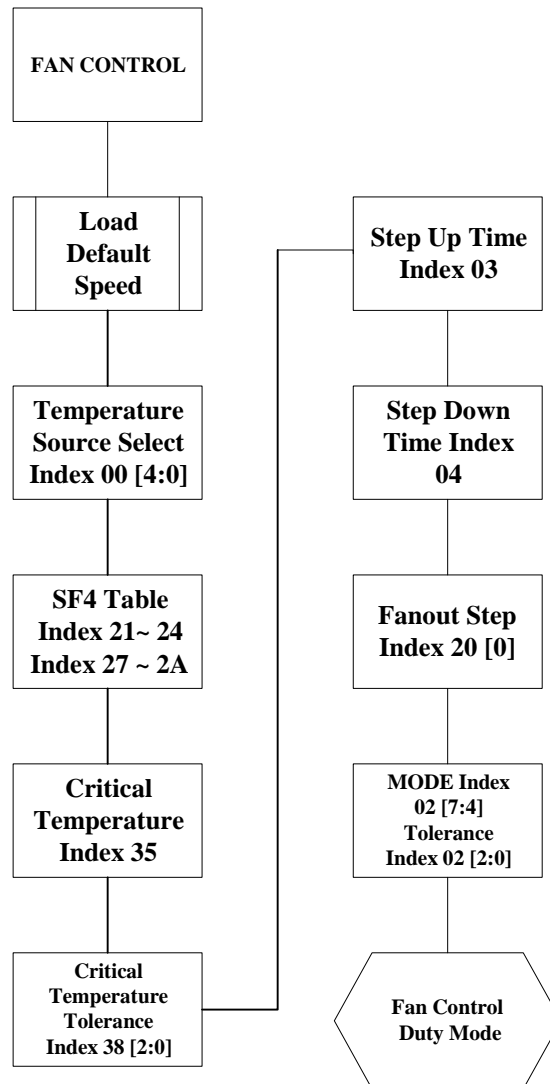 FAN CONTROL
Load
Default
Speed
Temperature
Source Select
Index 00 [4:0]
SF4 Table
Index 21~ 24
Index 27 ~ 2A
Critical
Temperature
Index 35
Critical
Temperature
Tolerance
Index 38 [2:0]
Step Up Time
Index 03
Step Down
Time Index
04
Fanout Step
Index 20 [0]
MODE Index
02 [7:4]
Tolerance
Index 02 [2:0]
Fan Control
Duty Mode